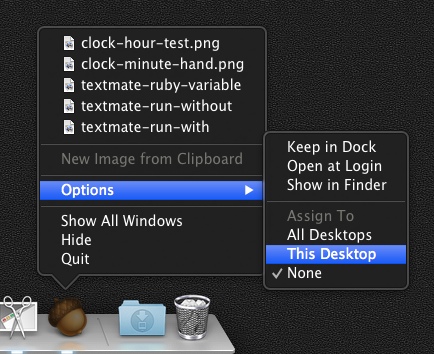 clock-hour-test.png
clock-minute-hand.png
textmate-ruby-variable
textmate-run-without
textmate-run-with
New Image from Clipboard
Options
Show All Windows
Hide
Quit
Keep in Dock
Open at Login
Show in Finder
Assign To
All Desktops
This Desktop
None